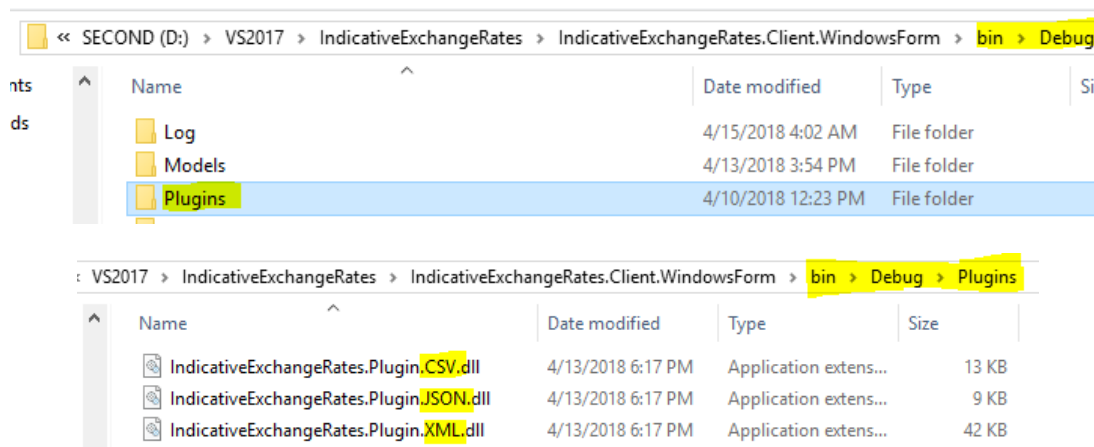 « SECOND (D:) > VS2017 > IndicativeExchangeRates > IndicativeExchangeRates.Client.WindowsForm > bin > Debug
nts Name Date modified Type Si
ds Log 4/15/2018 4:02 AM File folder
Models 4/13/2018 3:54 PM File folder
Plugins 4/10/2018 12:23 PM File folder
VS2017 > IndicativeExchangeRates > IndicativeExchangeRates.Client.WindowsForm > bin > Debug > Plugins
Name Date modified Type Size
IndicativeExchangeRates.Plugin.CSV.dll 4/13/2018 6:17 PM Application extens... 13 KB
IndicativeExchangeRates.Plugin.JSON.dll 4/13/2018 6:17 PM Application extens... 9 KB
IndicativeExchangeRates.Plugin.XML.dll 4/13/2018 6:17 PM Application extens... 42 KB